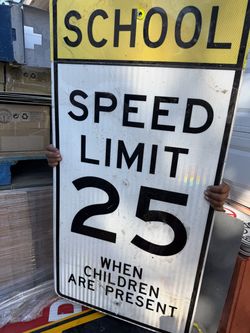 SCHOOL
SPEED
LIMIT
25
WHEN
CHILDREN
ARE PRESENT